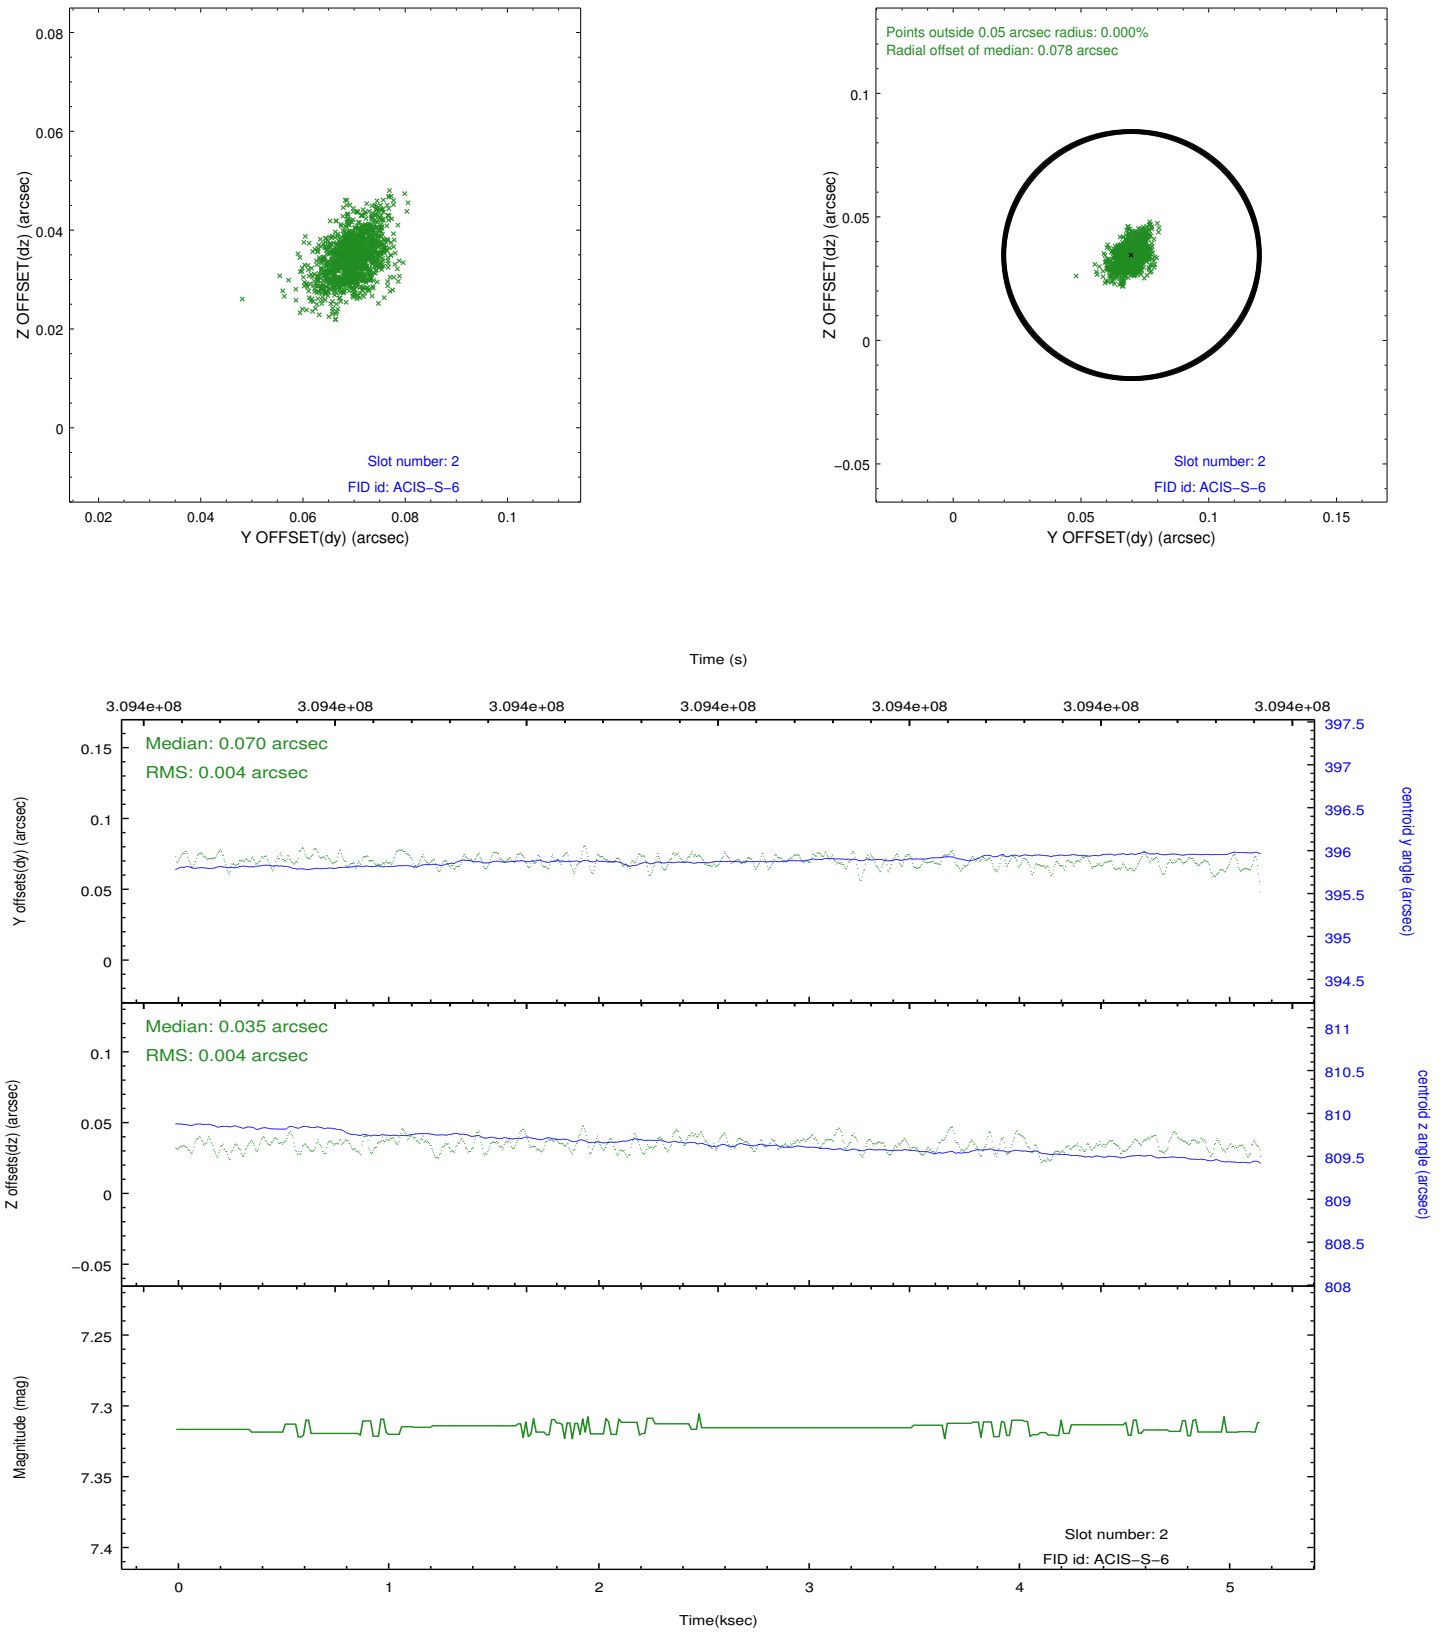 0.08
0.06
0.04
0.02
0
Z OFFSET(dz) (arcsec)
Slot number: 2
FID id: ACIS−S−6
0.02 0.04 0.06 0.08 0.1
Y OFFSET(dy) (arcsec)
Points outside 0.05 arcsec radius: 0.000%
Radial offset of median: 0.078 arcsec
0.1
0.05
0
−0.05
Z OFFSET(dz) (arcsec)
Slot number: 2
FID id: ACIS−S−6
0 0.05 0.1 0.15
Y OFFSET(dy) (arcsec)
Time (s)
3.094e+08 3.094e+08 3.094e+08 3.094e+08 3.094e+08 3.094e+08 3.094e+08
Median: 0.070 arcsec
RMS: 0.004 arcsec
0.15
0.1
0.05
0
Y offsets(dy) (arcsec)
397.5
397
396.5
396
395.5
395
394.5
centroid y angle (arcsec)
Median: 0.035 arcsec
RMS: 0.004 arcsec
0.1
0.05
0
−0.05
Z offsets(dz) (arcsec)
811
810.5
810
809.5
809
808.5
808
centroid z angle (arcsec)
7.25
7.3
7.35
7.4
Magnitude (mag)
Slot number: 2
FID id: ACIS−S−6
0 1 2 3 4 5
Time(ksec)